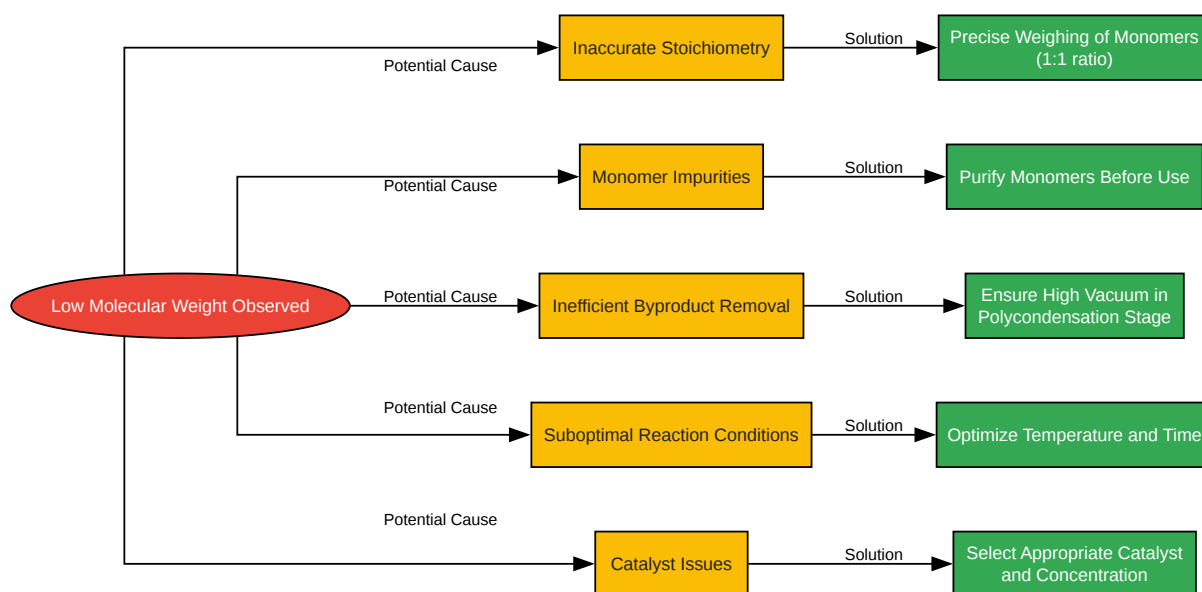 Inaccurate Stoichiometry
Solution
Precise Weighing of Monomers
(1:1 ratio)
Potential Cause
Monomer Impurities
Solution
Purify Monomers Before Use
Potential Cause
Low Molecular Weight Observed
Potential Cause
Inefficient Byproduct Removal
Solution
Ensure High Vacuum in
Polycondensation Stage
Potential Cause
Suboptimal Reaction Conditions
Solution
Optimize Temperature and Time
Potential Cause
Catalyst Issues
Solution
Select Appropriate Catalyst
and Concentration